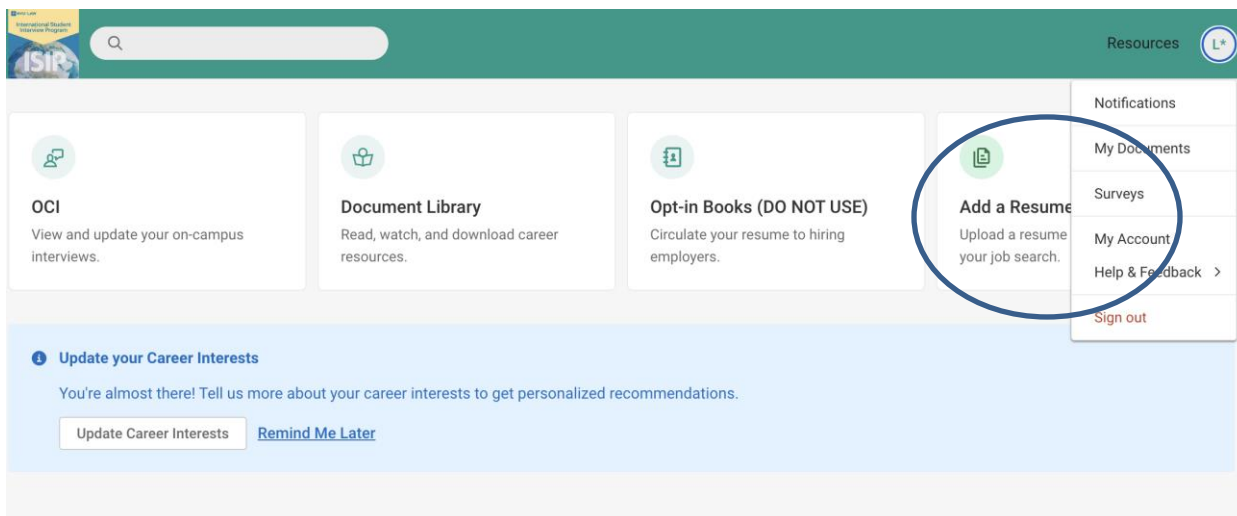 NYU LAW
International Student
Interview Program
ISIP
Resources
L*
Notifications
My Documents
Surveys
My Account
Help & Feedback
Sign out
OCI
View and update your on-campus
interviews.
Document Library
Read, watch, and download career
resources.
Opt-in Books (DO NOT USE)
Circulate your resume to hiring
employers.
Add a Resume
Upload a resume
your job search.
Update your Career Interests
You're almost there! Tell us more about your career interests to get personalized recommendations.
Update Career Interests
Remind Me Later